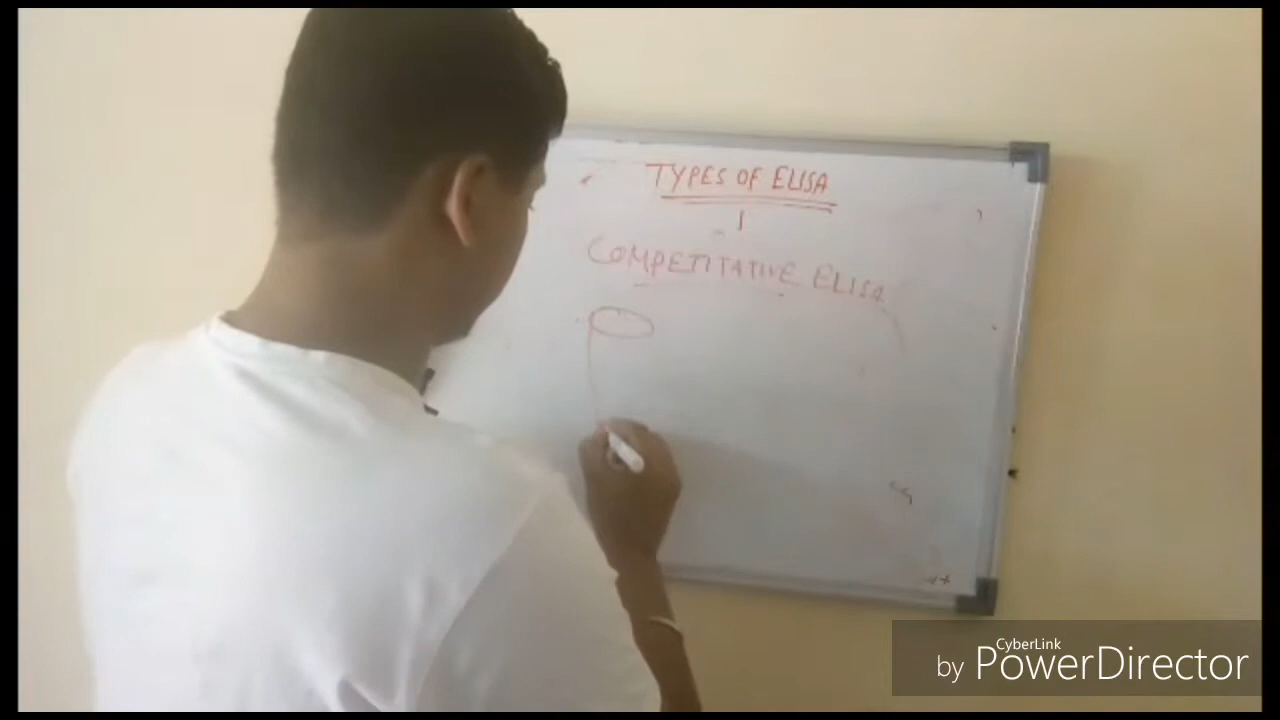 TYPES OF ELISA
COMPETITATIVE ELISA
CyberLink
by PowerDirector